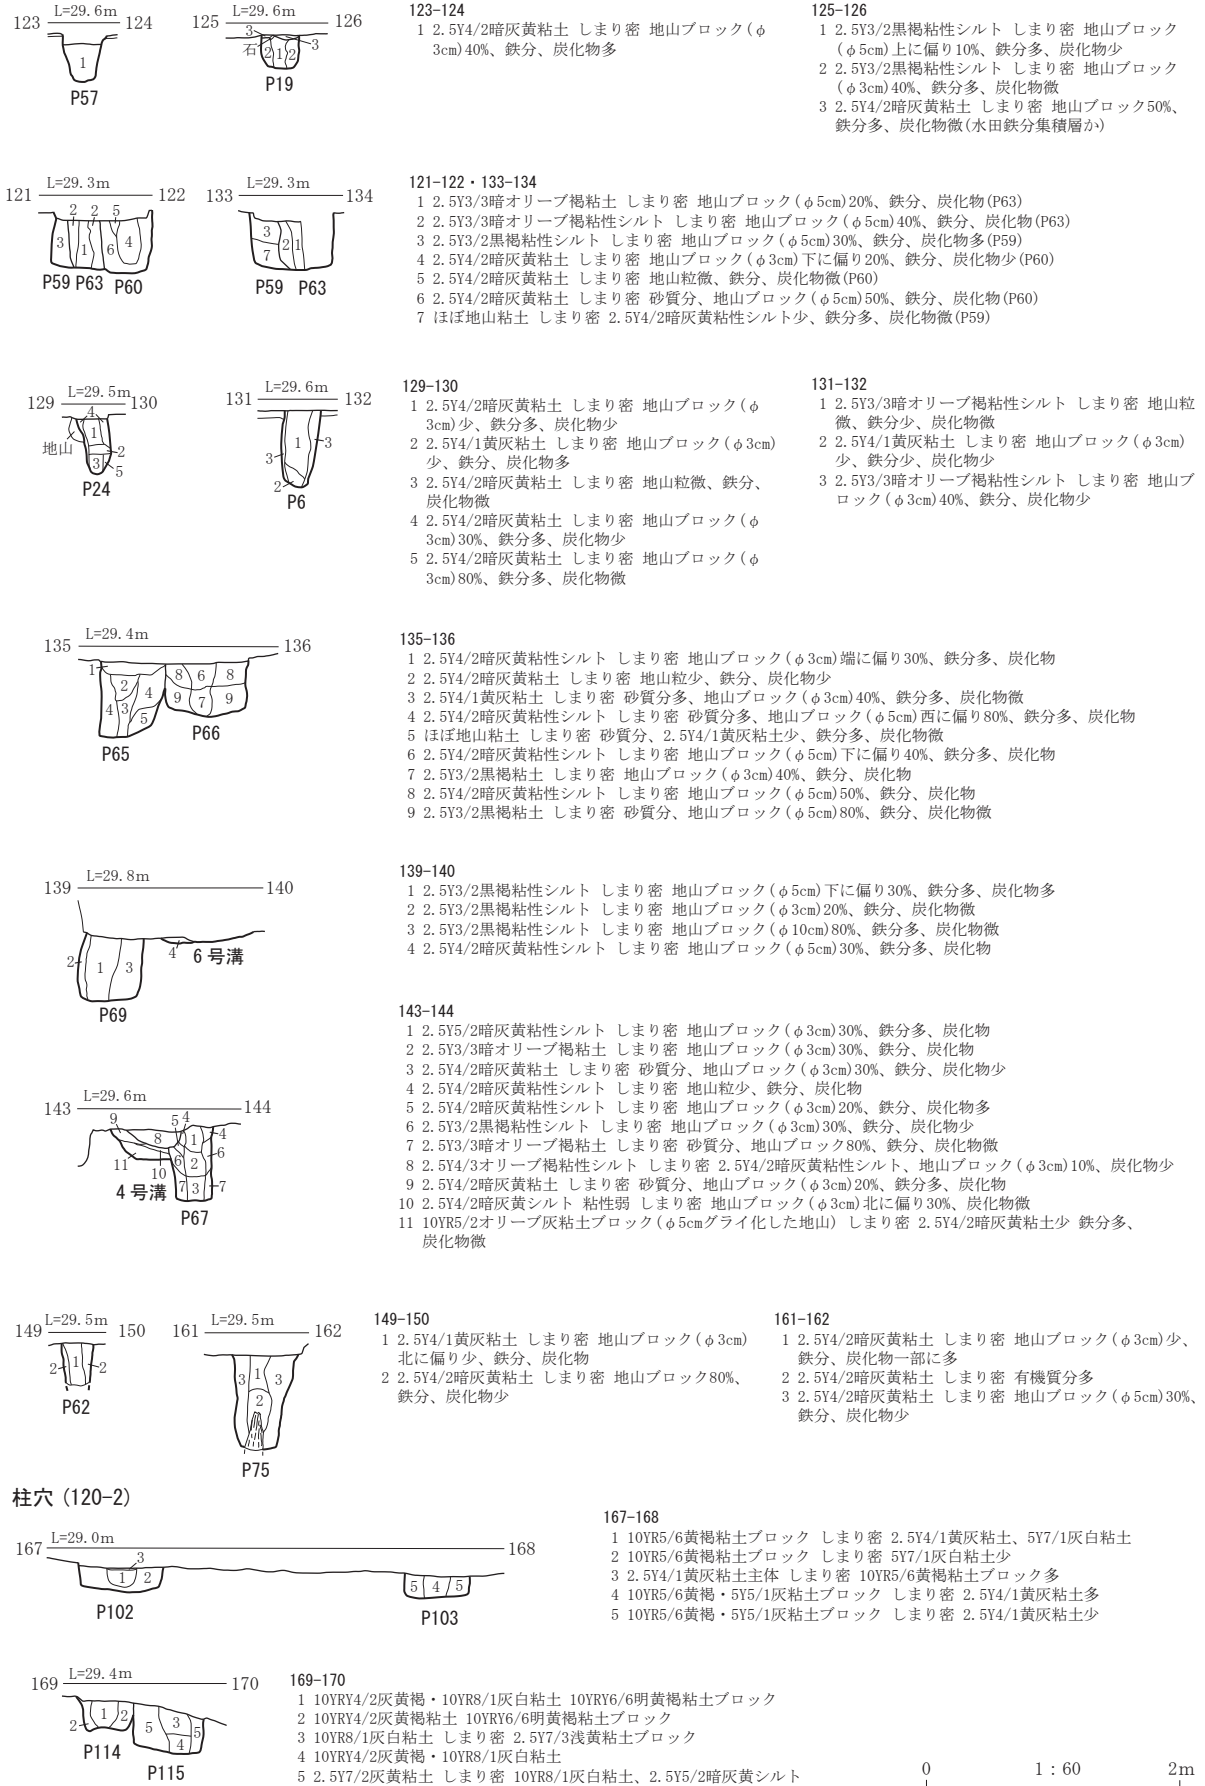 L=29.6m
123 124
1
P57
L=29.6m
125 126
3
石 2 1 2 3
P19
123-124
1 2.5Y4/2暗灰黄粘土 しまり密 地山ブロック(φ
3cm)40%、鉄分、炭化物多
125-126
1 2.5Y3/2黒褐粘性シルト しまり密 地山ブロック
(φ5cm)上に偏り10%、鉄分多、炭化物少
2 2.5Y3/2黒褐粘性シルト しまり密 地山ブロック
(φ3cm)40%、鉄分多、炭化物微
3 2.5Y4/2暗灰黄粘土 しまり密 地山ブロック50%、
鉄分多、炭化物微(水田鉄分集積層か)
L=29.3m
121 122
2 2 5
3 1 6 4
P59 P63 P60
L=29.3m
133 134
3
7 2 1
P59 P63
121-122・133-134
1 2.5Y3/3暗オリーブ褐粘土 しまり密 地山ブロック(φ5cm)20%、鉄分、炭化物(P63)
2 2.5Y3/3暗オリーブ褐粘性シルト しまり密 地山ブロック(φ5cm)40%、鉄分、炭化物(P63)
3 2.5Y3/2黒褐粘性シルト しまり密 地山ブロック(φ5cm)30%、鉄分、炭化物多(P59)
4 2.5Y4/2暗灰黄粘土 しまり密 地山ブロック(φ3cm)下に偏り20%、鉄分、炭化物少(P60)
5 2.5Y4/2暗灰黄粘土 しまり密 地山粒微、鉄分、炭化物微(P60)
6 2.5Y4/2暗灰黄粘土 しまり密 砂質分、地山ブロック(φ5cm)50%、鉄分、炭化物(P60)
7 ほぼ地山粘土 しまり密 2.5Y4/2暗灰黄粘性シルト少、鉄分多、炭化物微(P59)
L=29.5m
129 130
4
地山 1
2
3 5
P24
L=29.6m
131 132
1 3
3
2
P6
129-130
1 2.5Y4/2暗灰黄粘土 しまり密 地山ブロック(φ
3cm)少、鉄分多、炭化物少
2 2.5Y4/1黄灰粘土 しまり密 地山ブロック(φ3cm)
少、鉄分、炭化物多
3 2.5Y4/2暗灰黄粘土 しまり密 地山粒微、鉄分、
炭化物微
4 2.5Y4/2暗灰黄粘土 しまり密 地山ブロック(φ
3cm)30%、鉄分多、炭化物少
5 2.5Y4/2暗灰黄粘土 しまり密 地山ブロック(φ
3cm)80%、鉄分多、炭化物微
131-132
1 2.5Y3/3暗オリーブ褐粘性シルト しまり密 地山粒
微、鉄分少、炭化物微
2 2.5Y4/1黄灰粘土 しまり密 地山ブロック(φ3cm)
少、鉄分少、炭化物少
3 2.5Y3/3暗オリーブ褐粘性シルト しまり密 地山ブ
ロック(φ3cm)40%、鉄分、炭化物少
L=29.4m
135 136
1 2 4 8 6 8
4 3 5 9 7 9
P65 P66
135-136
1 2.5Y4/2暗灰黄粘性シルト しまり密 地山ブロック(φ3cm)端に偏り30%、鉄分多、炭化物
2 2.5Y4/2暗灰黄粘土 しまり密 地山粒少、鉄分、炭化物少
3 2.5Y4/1黄灰粘土 しまり密 砂質分多、地山ブロック(φ3cm)40%、鉄分多、炭化物微
4 2.5Y4/2暗灰黄粘性シルト しまり密 砂質分多、地山ブロック(φ5cm)西に偏り80%、鉄分多、炭化物
5 ほぼ地山粘土 しまり密 砂質分、2.5Y4/1黄灰粘土少、鉄分多、炭化物微
6 2.5Y4/2暗灰黄粘性シルト しまり密 地山ブロック(φ5cm)下に偏り40%、鉄分多、炭化物
7 2.5Y3/2黒褐粘土 しまり密 地山ブロック(φ3cm)40%、鉄分、炭化物
8 2.5Y4/2暗灰黄粘性シルト しまり密 地山ブロック(φ5cm)50%、鉄分、炭化物
9 2.5Y3/2黒褐粘土 しまり密 砂質分、地山ブロック(φ5cm)80%、鉄分、炭化物微
L=29.8m
139 140
2 1 3 4 6号溝
P69
139-140
1 2.5Y3/2黒褐粘性シルト しまり密 地山ブロック(φ5cm)下に偏り30%、鉄分多、炭化物多
2 2.5Y3/2黒褐粘性シルト しまり密 地山ブロック(φ3cm)20%、鉄分、炭化物微
3 2.5Y3/2黒褐粘性シルト しまり密 地山ブロック(φ10cm)80%、鉄分多、炭化物微
4 2.5Y4/2暗灰黄粘性シルト しまり密 地山ブロック(φ5cm)30%、鉄分多、炭化物
L=29.6m
143 144
9 5 4
8 1 4
11 10 6 2 6
4号溝 7 3 7
P67
143-144
1 2.5Y5/2暗灰黄粘性シルト しまり密 地山ブロック(φ3cm)30%、鉄分多、炭化物
2 2.5Y3/3暗オリーブ褐粘土 しまり密 地山ブロック(φ3cm)30%、鉄分、炭化物
3 2.5Y4/2暗灰黄粘土 しまり密 砂質分、地山ブロック(φ3cm)30%、鉄分、炭化物少
4 2.5Y4/2暗灰黄粘性シルト しまり密 地山粒少、鉄分、炭化物
5 2.5Y4/2暗灰黄粘性シルト しまり密 地山ブロック(φ3cm)20%、鉄分、炭化物多
6 2.5Y3/2黒褐粘性シルト しまり密 地山ブロック(φ3cm)30%、鉄分、炭化物少
7 2.5Y3/3暗オリーブ褐粘土 しまり密 砂質分、地山ブロック80%、鉄分、炭化物微
8 2.5Y4/3オリーブ褐粘性シルト しまり密 2.5Y4/2暗灰黄粘性シルト、地山ブロック(φ3cm)10%、炭化物少
9 2.5Y4/2暗灰黄粘土 しまり密 砂質分、地山ブロック(φ3cm)20%、鉄分多、炭化物
10 2.5Y4/2暗灰黄シルト 粘性弱 しまり密 地山ブロック(φ3cm)北に偏り30%、炭化物微
11 10YR5/2オリーブ灰粘土ブロック(φ5cmグライ化した地山) しまり密 2.5Y4/2暗灰黄粘土少 鉄分多、
炭化物微
L=29.5m
149 150
2 1 2
P62
L=29.5m
161 162
3 1 3
2
P75
149-150
1 2.5Y4/1黄灰粘土 しまり密 地山ブロック(φ3cm)
北に偏り少、鉄分、炭化物
2 2.5Y4/2暗灰黄粘土 しまり密 地山ブロック80%、
鉄分、炭化物少
161-162
1 2.5Y4/2暗灰黄粘土 しまり密 地山ブロック(φ3cm)少、
鉄分、炭化物一部に多
2 2.5Y4/2暗灰黄粘土 しまり密 有機質分多
3 2.5Y4/2暗灰黄粘土 しまり密 地山ブロック(φ5cm)30%、
鉄分、炭化物少
柱穴 (120-2)
L=29.0m
167 168
3
1 2 5 4 5
P102 P103
167-168
1 10YR5/6黄褐粘土ブロック しまり密 2.5Y4/1黄灰粘土、5Y7/1灰白粘土
2 10YR5/6黄褐粘土ブロック しまり密 5Y7/1灰白粘土少
3 2.5Y4/1黄灰粘土主体 しまり密 10YR5/6黄褐粘土ブロック多
4 10YR5/6黄褐・5Y5/1灰粘土ブロック しまり密 2.5Y4/1黄灰粘土多
5 10YR5/6黄褐・5Y5/1灰粘土ブロック しまり密 2.5Y4/1黄灰粘土少
L=29.4m
169 170
2 1 2 5 3 5
4
P114
P115
169-170
1 10YRY4/2灰黄褐・10YR8/1灰白粘土 10YRY6/6明黄褐粘土ブロック
2 10YRY4/2灰黄褐粘土 10YRY6/6明黄褐粘土ブロック
3 10YR8/1灰白粘土 しまり密 2.5Y7/3浅黄粘土ブロック
4 10YRY4/2灰黄褐・10YR8/1灰白粘土
5 2.5Y7/2灰黄粘土 しまり密 10YR8/1灰白粘土、2.5Y5/2暗灰黄シルト
0 1:60 2m